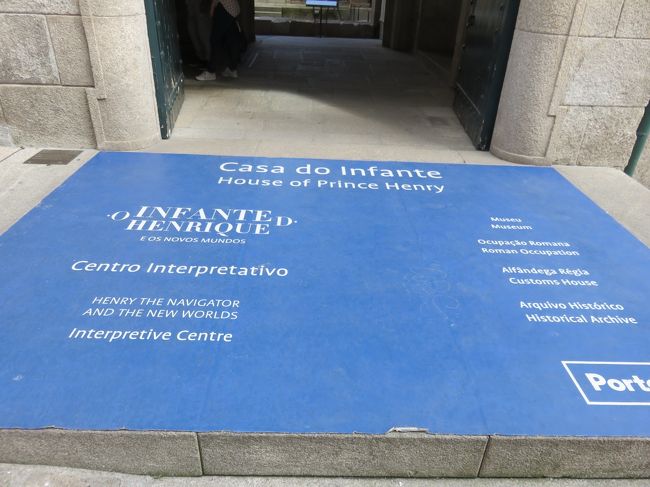 Casa do Infante
House of Prince Henry
·O INFANTE D·
HENRIQUE
E OS NOVOS MUNDOS
Centro Interpretativo
HENRY THE NAVIGATOR
AND THE NEW WORLDS
Interpretive Centre
Museu
Museum
Ocupação Romana
Roman Occupation
Alfândega Régia
Customs House
Arquivo Histórico
Historical Archive
Porto